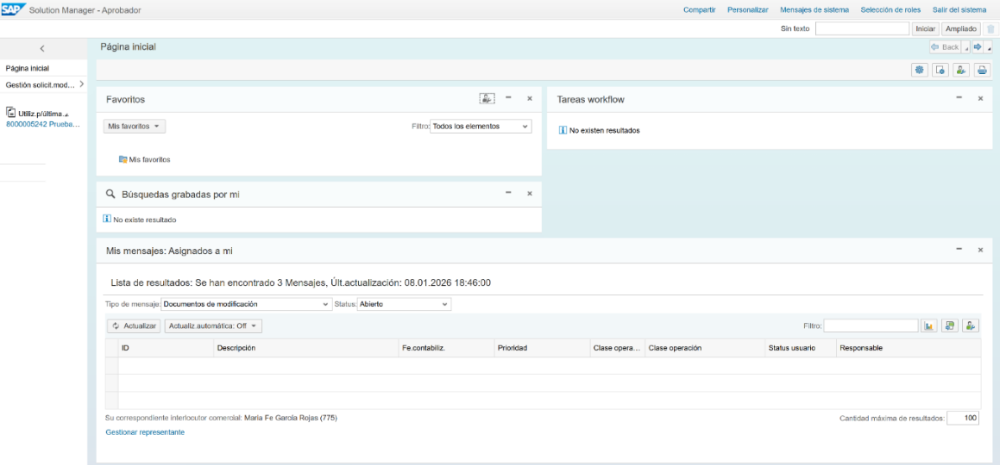 SAP Solution Manager - Aprobador
Compartir Personalizar Mensajes de sistema Selección de roles Salir del sistema
Sin texto Iniciar Ampliado
Página inicial
Back
Página inicial
Gestión solicit.mod...
Utiliz.p/última...
8000005242 Prueba...
Favoritos
Mis favoritos Filtro: Todos los elementos
Mis favoritos
Tareas workflow
No existen resultados
Búsquedas grabadas por mi
No existe resultado
Mis mensajes: Asignados a mi
Lista de resultados: Se han encontrado 3 Mensajes, Últ.actualización: 08.01.2026 18:46:00
Tipo de mensaje: Documentos de modificación Status: Abierto
Actualizar Actualiz.automática: Off Filtro:
ID Descripción Fe.contabiliz. Prioridad Clase opera... Clase operación Status usuario Responsable
Su correspondiente interlocutor comercial: Maria Fe García Rojas (775) Cantidad máxima de resultados: 100
Gestionar representante